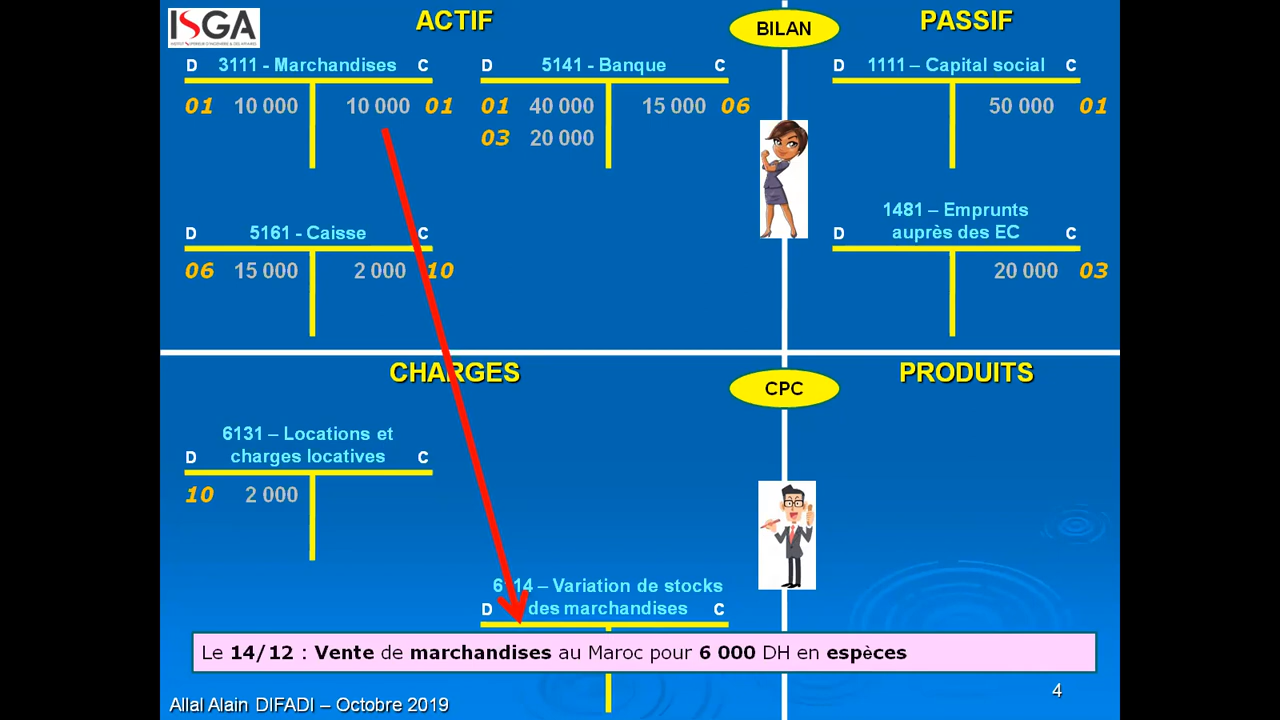 ISGA
ACTIF
BILAN
PASSIF
D 3111 - Marchandises C
01 10 000 10 000 01
D 5141 - Banque C
01 40 000 15 000 06
03 20 000
D 1111 – Capital social C
50 000 01
D 5161 - Caisse C
06 15 000 2 000 10
1481 – Emprunts
D auprès des EC C
20 000 03
CHARGES
CPC
PRODUITS
6131 – Locations et
D charges locatives C
10 2 000
– Variation de stocks
D des marchandises C
Le 14/12 : Vente de marchandises au Maroc pour 6 000 DH en espèces
Allal Alain DIFADI – Octobre 2019
4